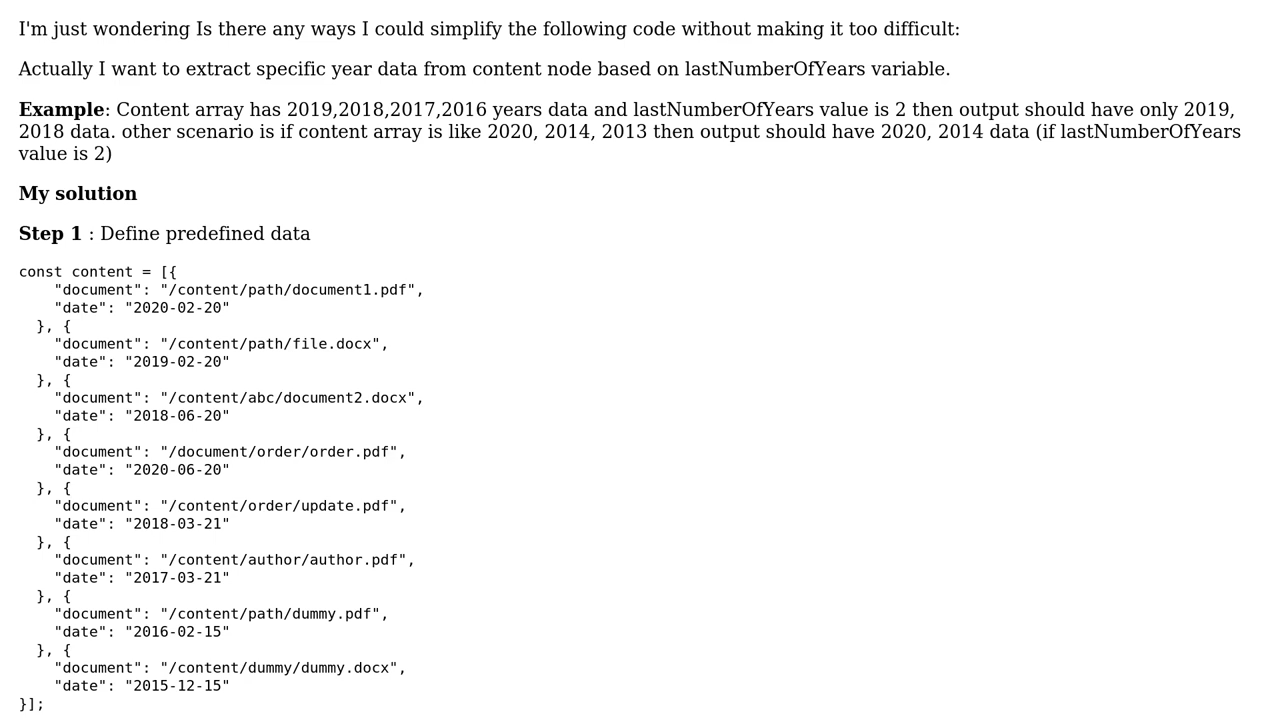 I'm just wondering Is there any ways I could simplify the following code without making it too difficult:
Actually I want to extract specific year data from content node based on lastNumberOfYears variable.
Example: Content array has 2019,2018,2017,2016 years data and lastNumberOfYears value is 2 then output should have only 2019,
2018 data. other scenario is if content array is like 2020, 2014, 2013 then output should have 2020, 2014 data (if lastNumberOfYears
value is 2)
My solution
Step 1 : Define predefined data
const content = [{
    "document": "/content/path/document1.pdf",
    "date": "2020-02-20"
  }, {
    "document": "/content/path/file.docx",
    "date": "2019-02-20"
  }, {
    "document": "/content/abc/document2.docx",
    "date": "2018-06-20"
  }, {
    "document": "/document/order/order.pdf",
    "date": "2020-06-20"
  }, {
    "document": "/content/order/update.pdf",
    "date": "2018-03-21"
  }, {
    "document": "/content/author/author.pdf",
    "date": "2017-03-21"
  }, {
    "document": "/content/path/dummy.pdf",
    "date": "2016-02-15"
  }, {
    "document": "/content/dummy/dummy.docx",
    "date": "2015-12-15"
}];